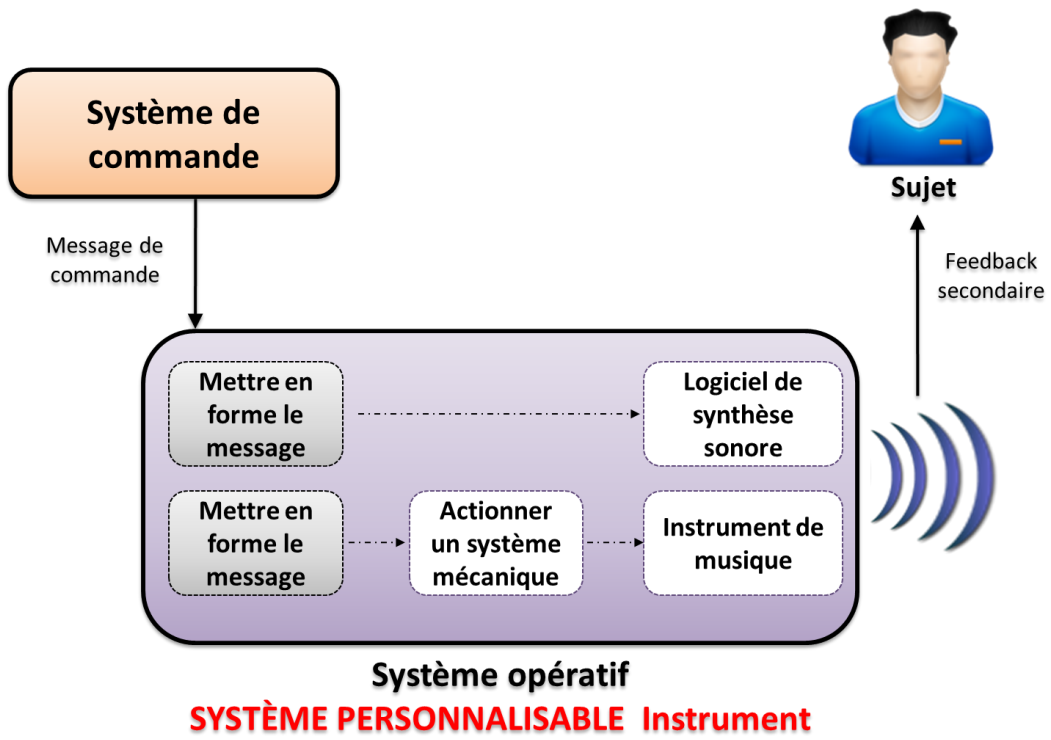 Système de
commande
Sujet
Message de
commande
Feedback
secondaire
Mettre en
forme le
message
Logiciel de
synthèse
sonore
Mettre en
forme le
message
Actionner
un système
mécanique
Instrument de
musique
Système opératif
SYSTÈME PERSONNALISABLE Instrument